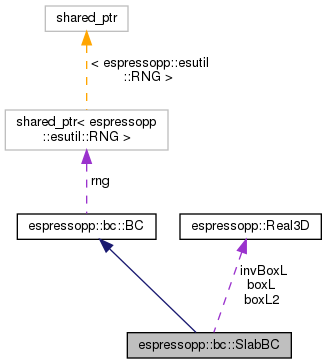 shared_ptr
< espressopp::esutil
::RNG >
shared_ptr< espressopp
::esutil::RNG >
rng
espressopp::bc::BC
espressopp::Real3D
invBoxL
boxL
boxL2
espressopp::bc::SlabBC